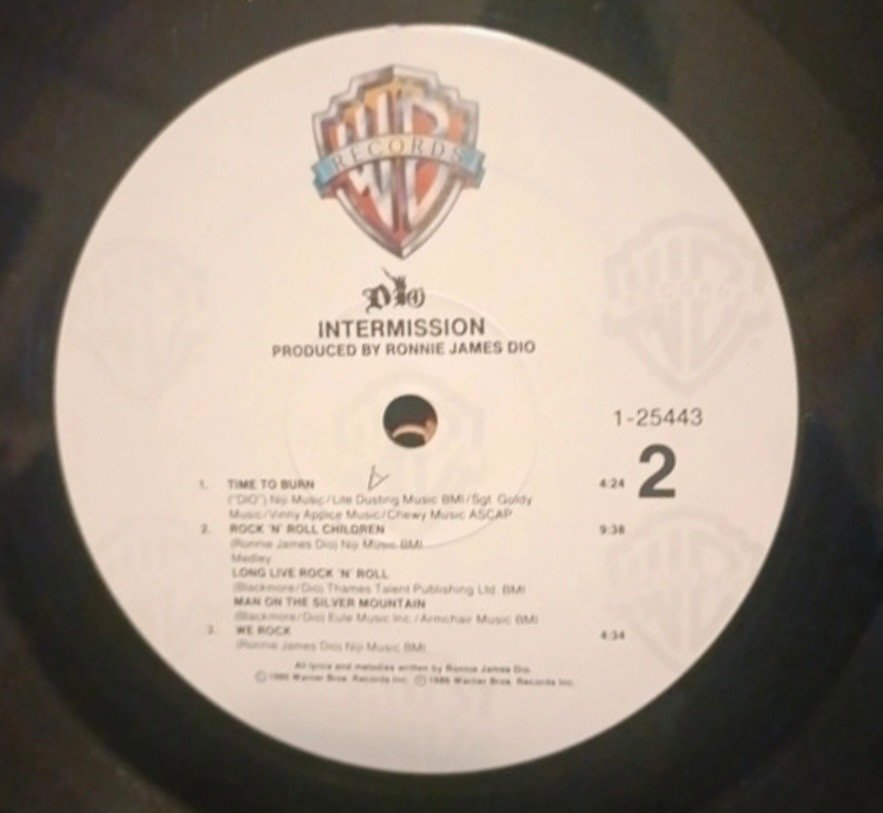 WB
RECORDS
DIO
INTERMISSION
PRODUCED BY RONNIE JAMES DIO
1-25443
2
1. TIME TO BURN 4:24
("DIO") Niji Music/Lite Dusting Music BMI/Sgt. Goldy
Music/Vinny Appice Music/Chewy Music ASCAP
2. ROCK 'N' ROLL CHILDREN 9:38
(Ronnie James Dio) Niji Music BMI
Medley
LONG LIVE ROCK 'N' ROLL
(Blackmore/Dio) Thames Talent Publishing Ltd. BMI
MAN ON THE SILVER MOUNTAIN
(Blackmore/Dio) Eule Music Inc./Armchair Music BMI
3. WE ROCK 4:34
(Ronnie James Dio) Niji Music BMI
All lyrics and melodies written by Ronnie James Dio.
©1986 Warner Bros. Records Inc. ℗1986 Warner Bros. Records Inc.